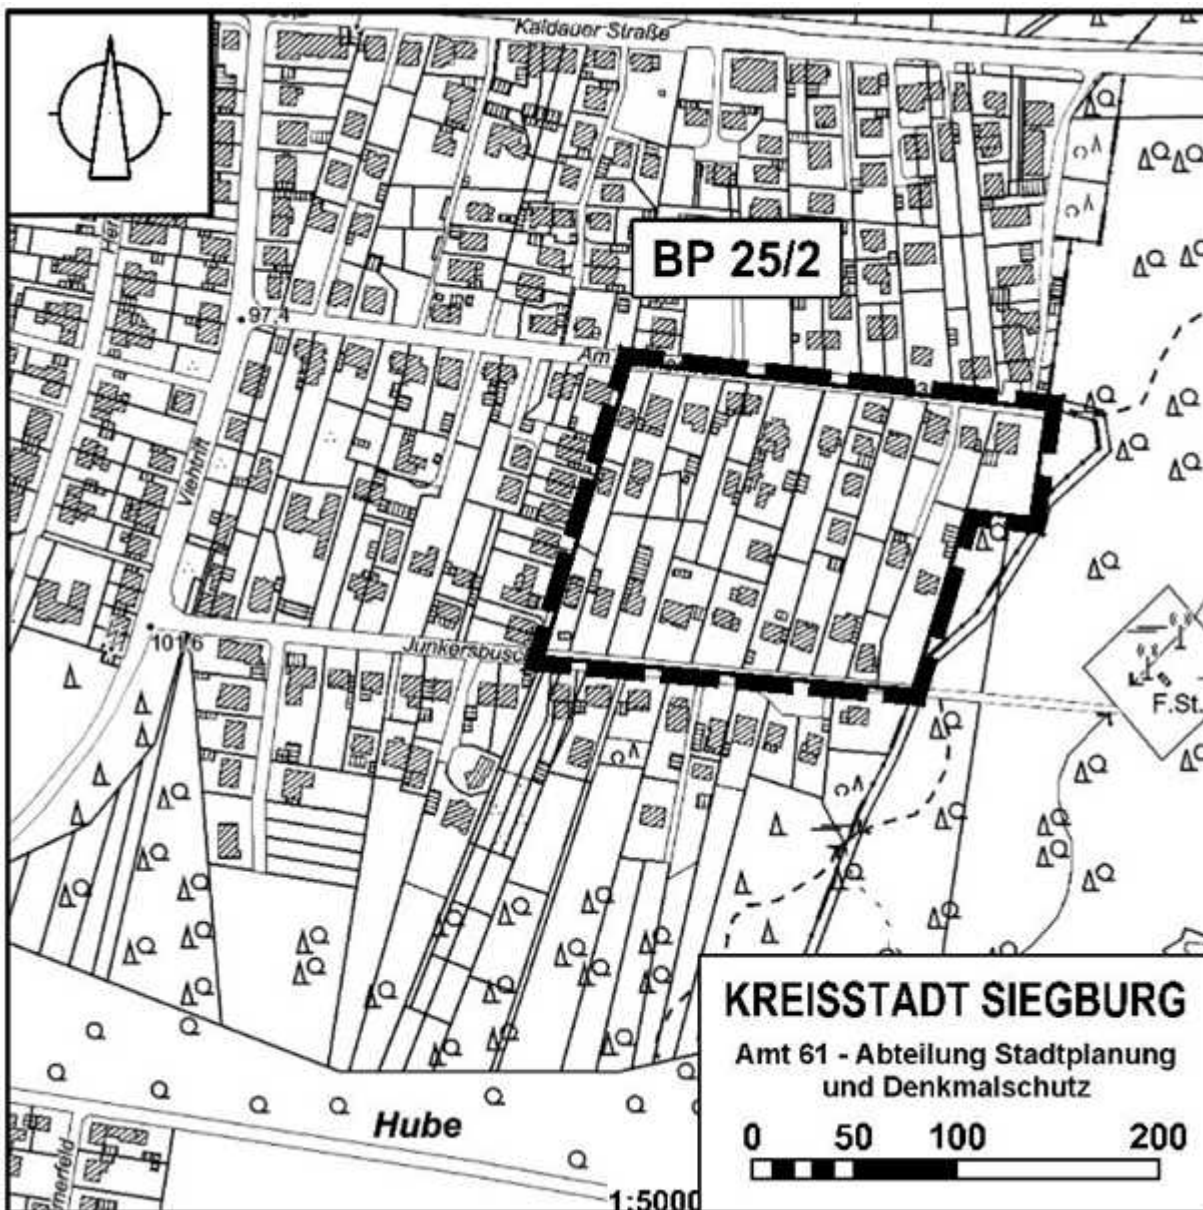 Kaldauer Straße
BP 25/2
97.4
Am
Viehtrift
101.6
Junkersbusch
F.St.
KREISSTADT SIEGBURG
Amt 61 - Abteilung Stadtplanung
und Denkmalschutz
0 50 100 200
Hube
1:5000